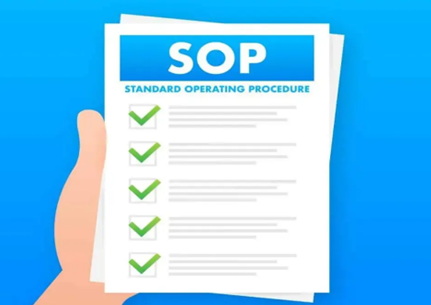 SOP
STANDARD OPERATING PROCEDURE